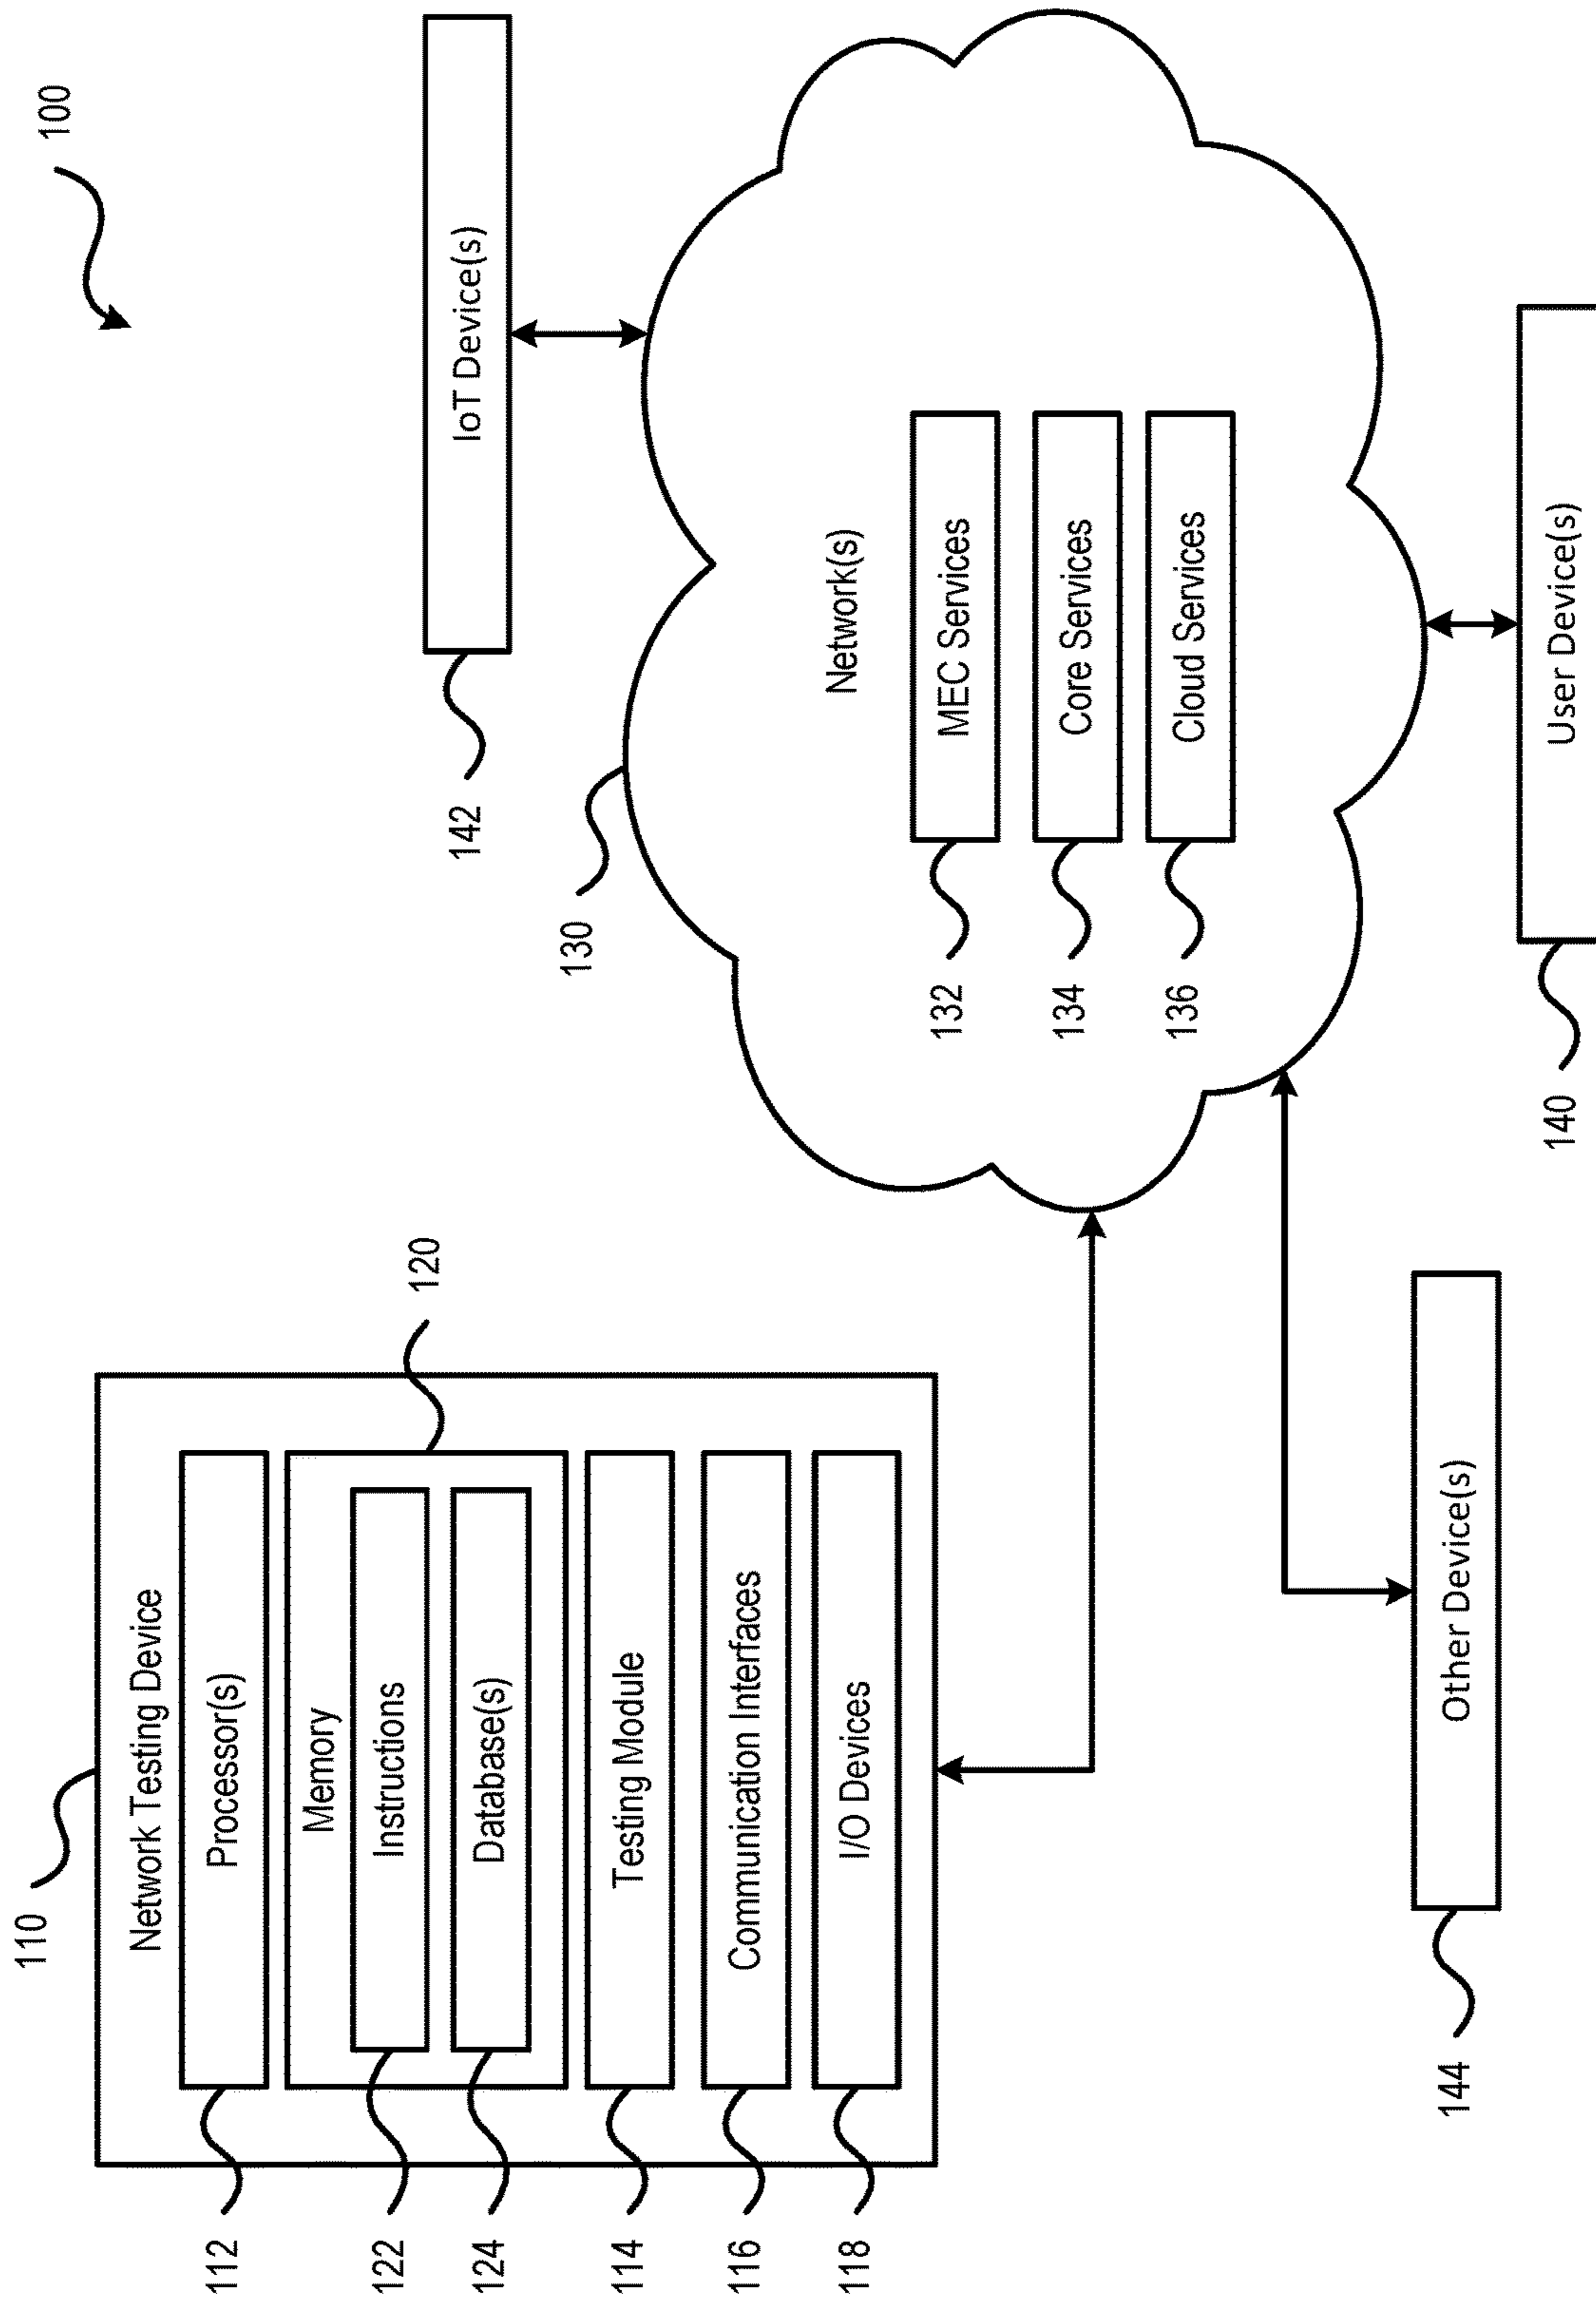 100
110
Network Testing Device
112
Processor(s)
120
Memory
122
Instructions
124
Database(s)
114
Testing Module
116
Communication Interfaces
118
I/O Devices
142
IoT Device(s)
130
Network(s)
132
MEC Services
134
Core Services
136
Cloud Services
144
Other Device(s)
140
User Device(s)